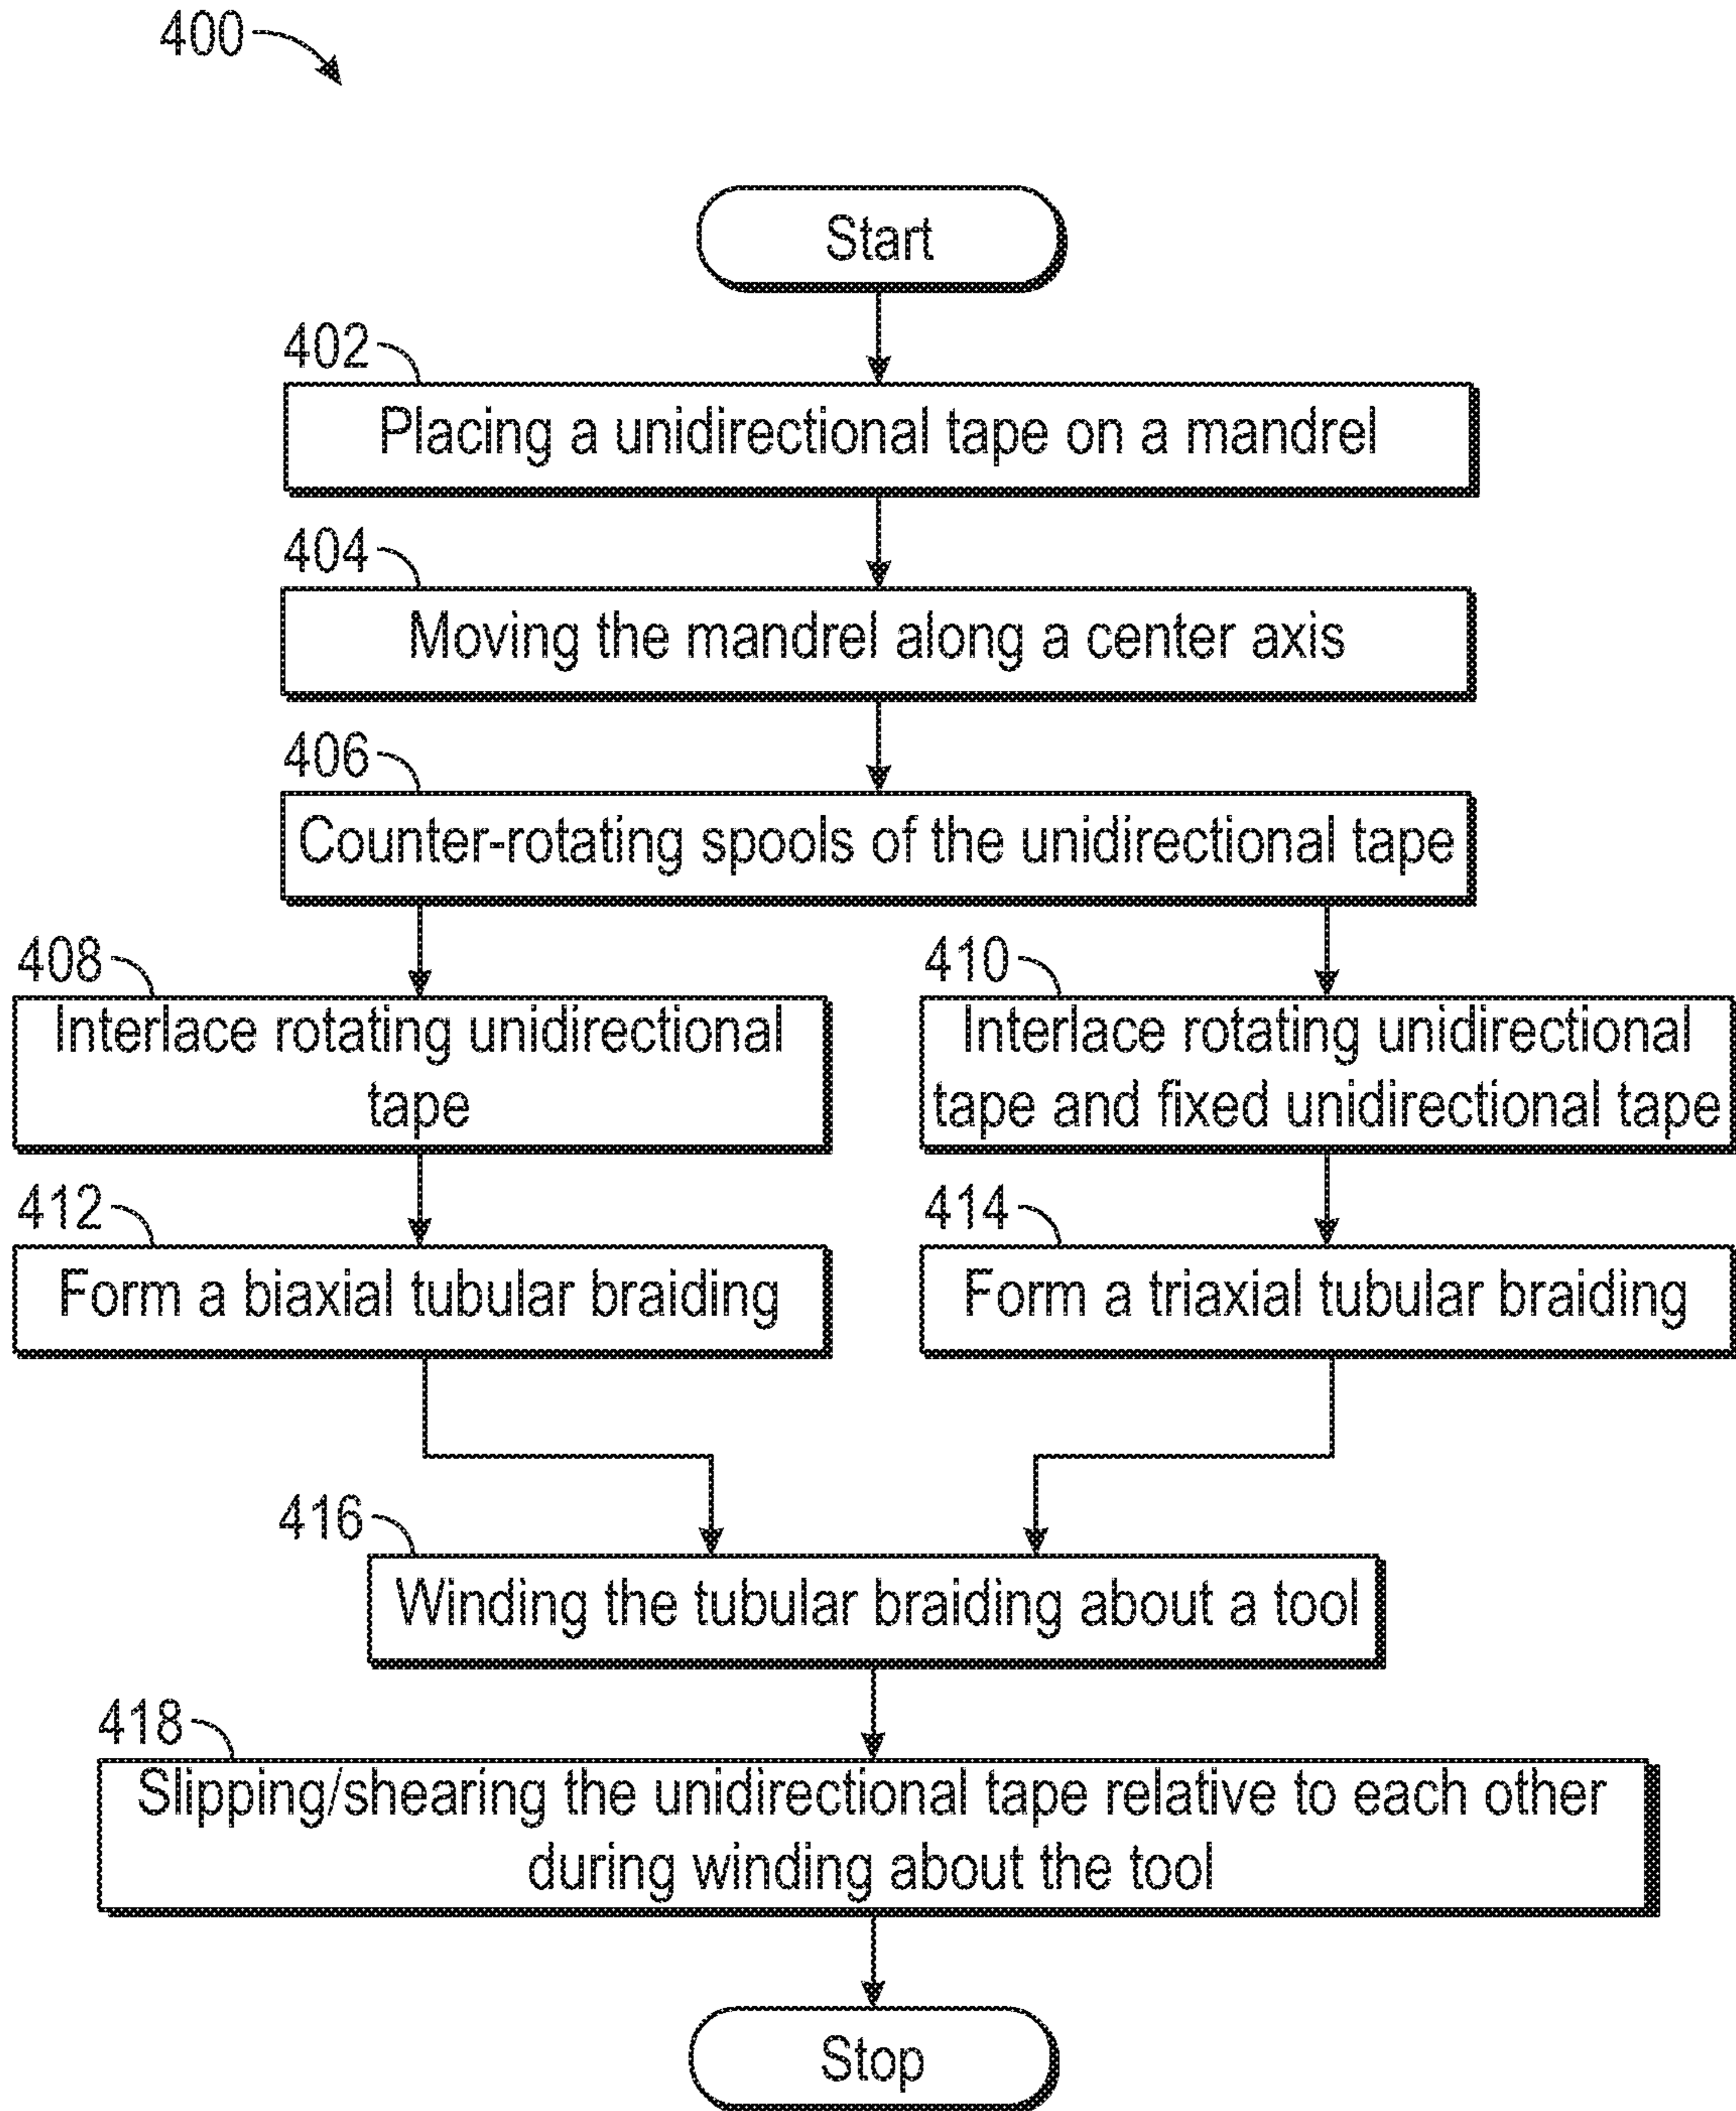 400
Start
402
Placing a unidirectional tape on a mandrel
404
Moving the mandrel along a center axis
406
Counter-rotating spools of the unidirectional tape
408
Interlace rotating unidirectional
tape
410
Interlace rotating unidirectional
tape and fixed unidirectional tape
412
Form a biaxial tubular braiding
414
Form a triaxial tubular braiding
416
Winding the tubular braiding about a tool
418
Slipping/shearing the unidirectional tape relative to each other
during winding about the tool
Stop